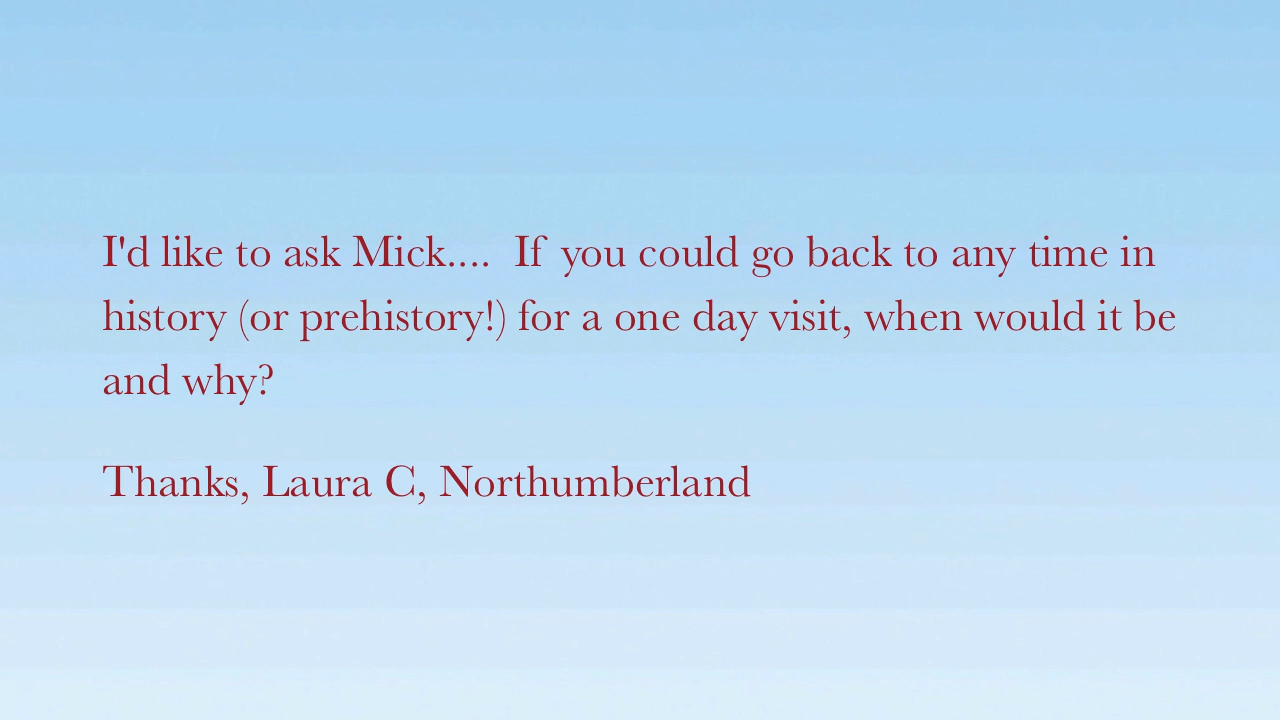 I'd like to ask Mick....  If you could go back to any time in
history (or prehistory!) for a one day visit, when would it be
and why?
Thanks, Laura C, Northumberland